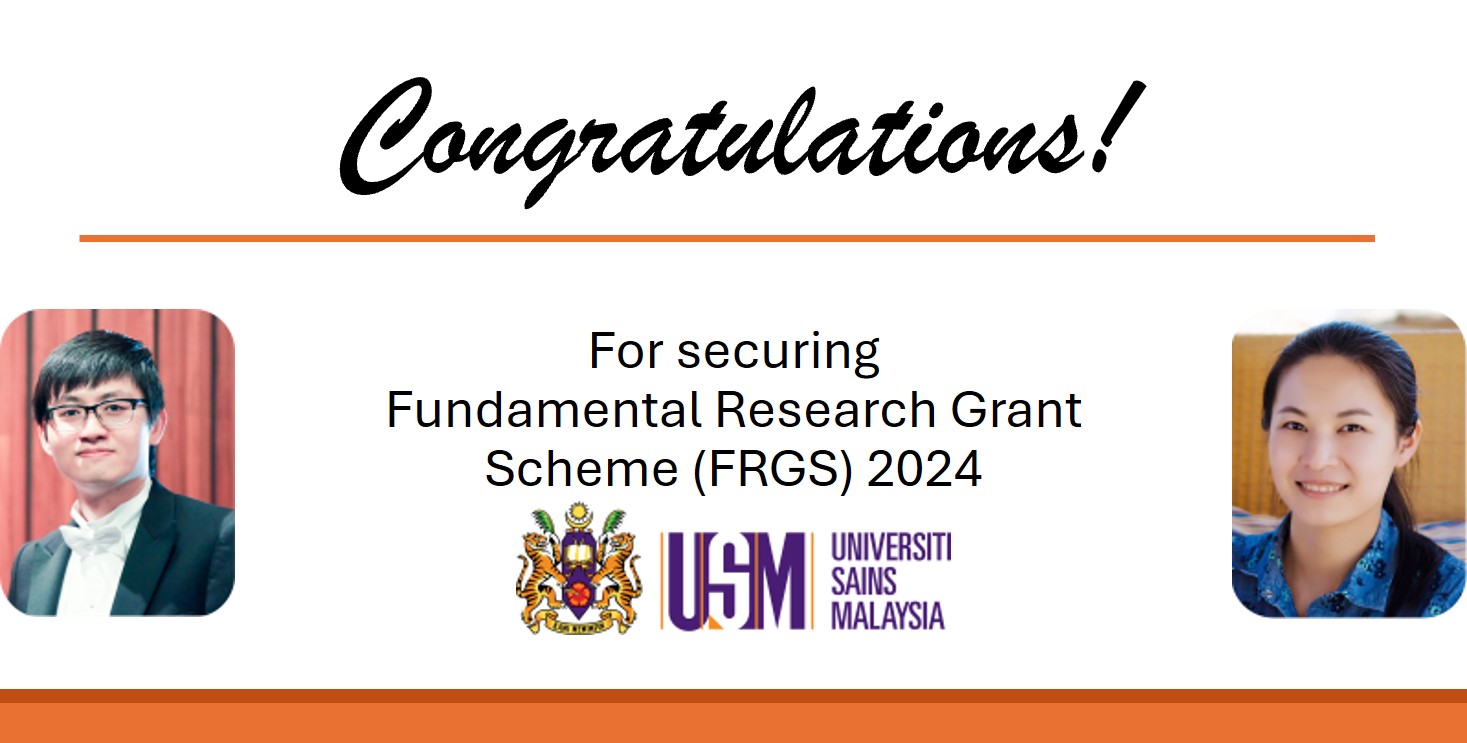 Congratulations!
For securing
Fundamental Research Grant
Scheme (FRGS) 2024
USM
UNIVERSITI
SAINS
MALAYSIA